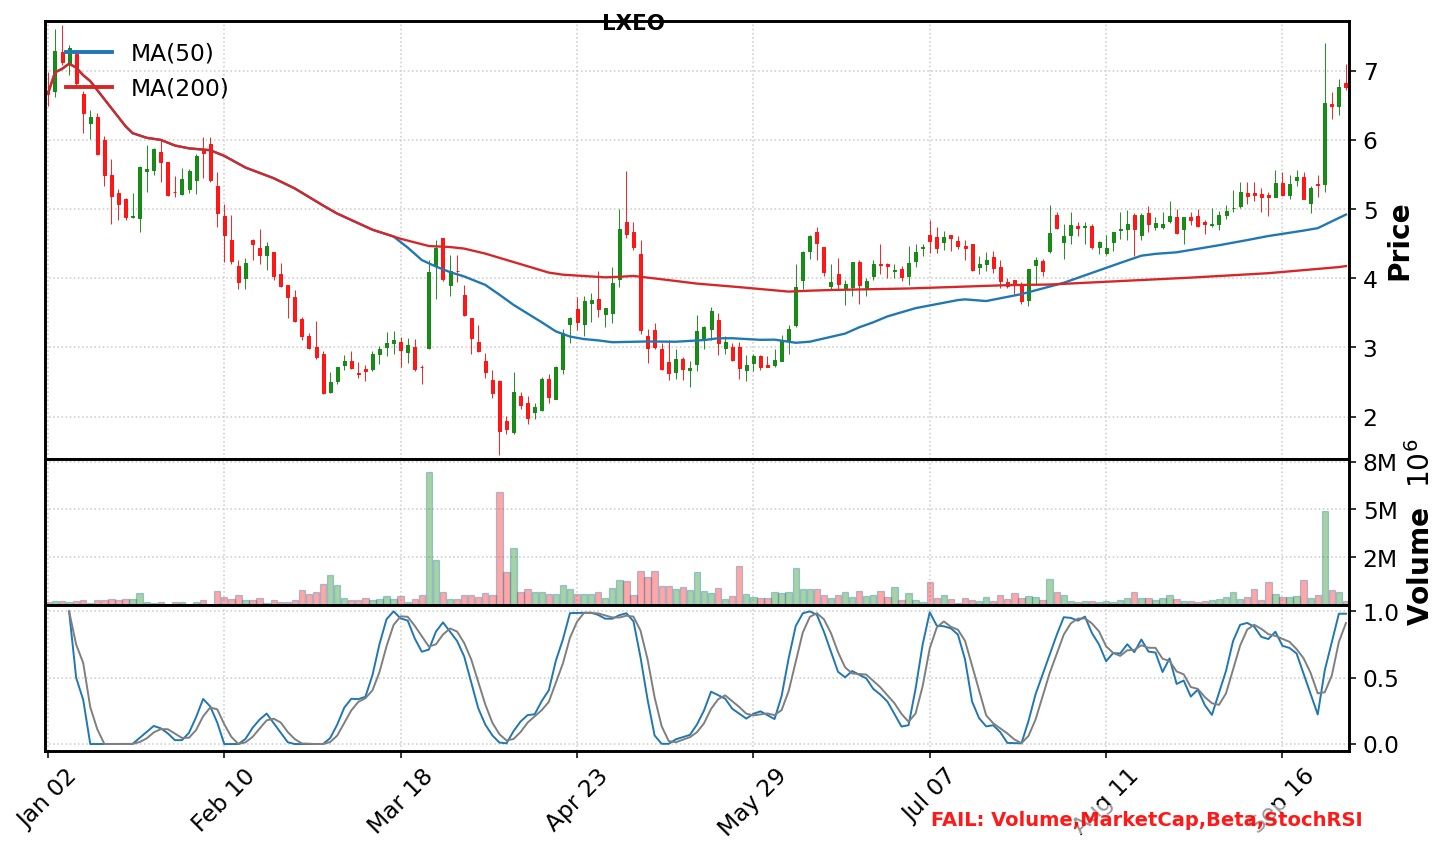 LXEO
MA(50)
MA(200)
7
6
5
4
3
2
Price
8M
5M
2M
Volume 10^6
1.0
0.5
0.0
Jan 02
Feb 10
Mar 18
Apr 23
May 29
Jul 07
Aug 11
Sep 16
FAIL: Volume,MarketCap,Beta,StochRSI